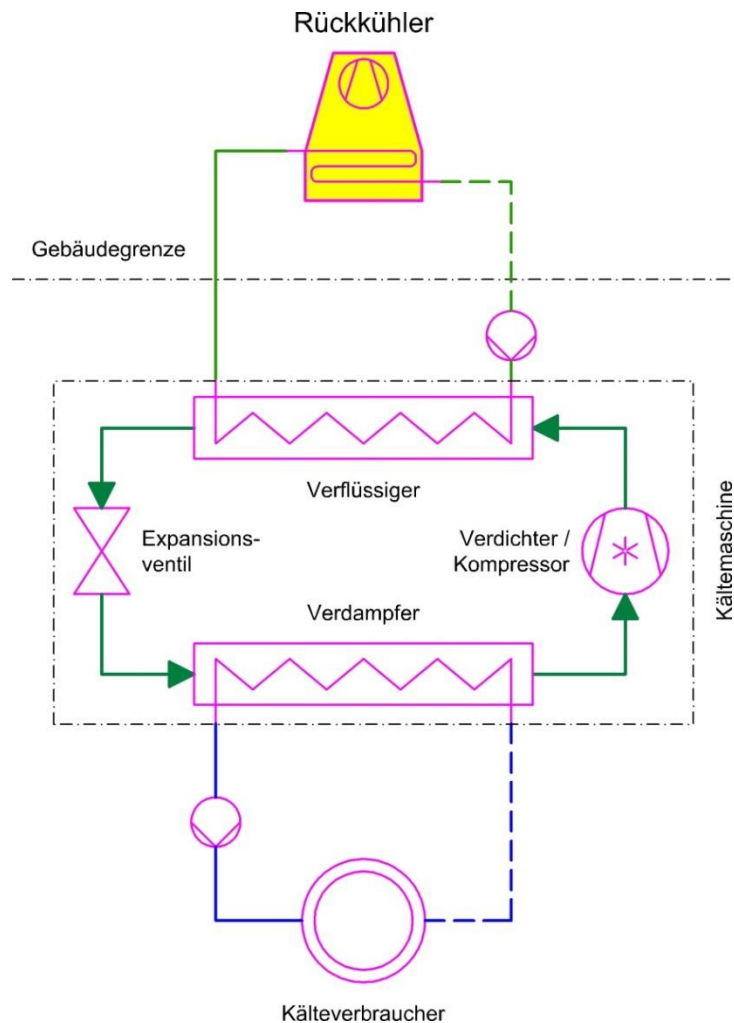 Rückkühler
Gebäudegrenze
Verflüssiger
Expansions-
ventil
Verdichter /
Kompressor
Kältemaschine
Verdampfer
Kälteverbraucher